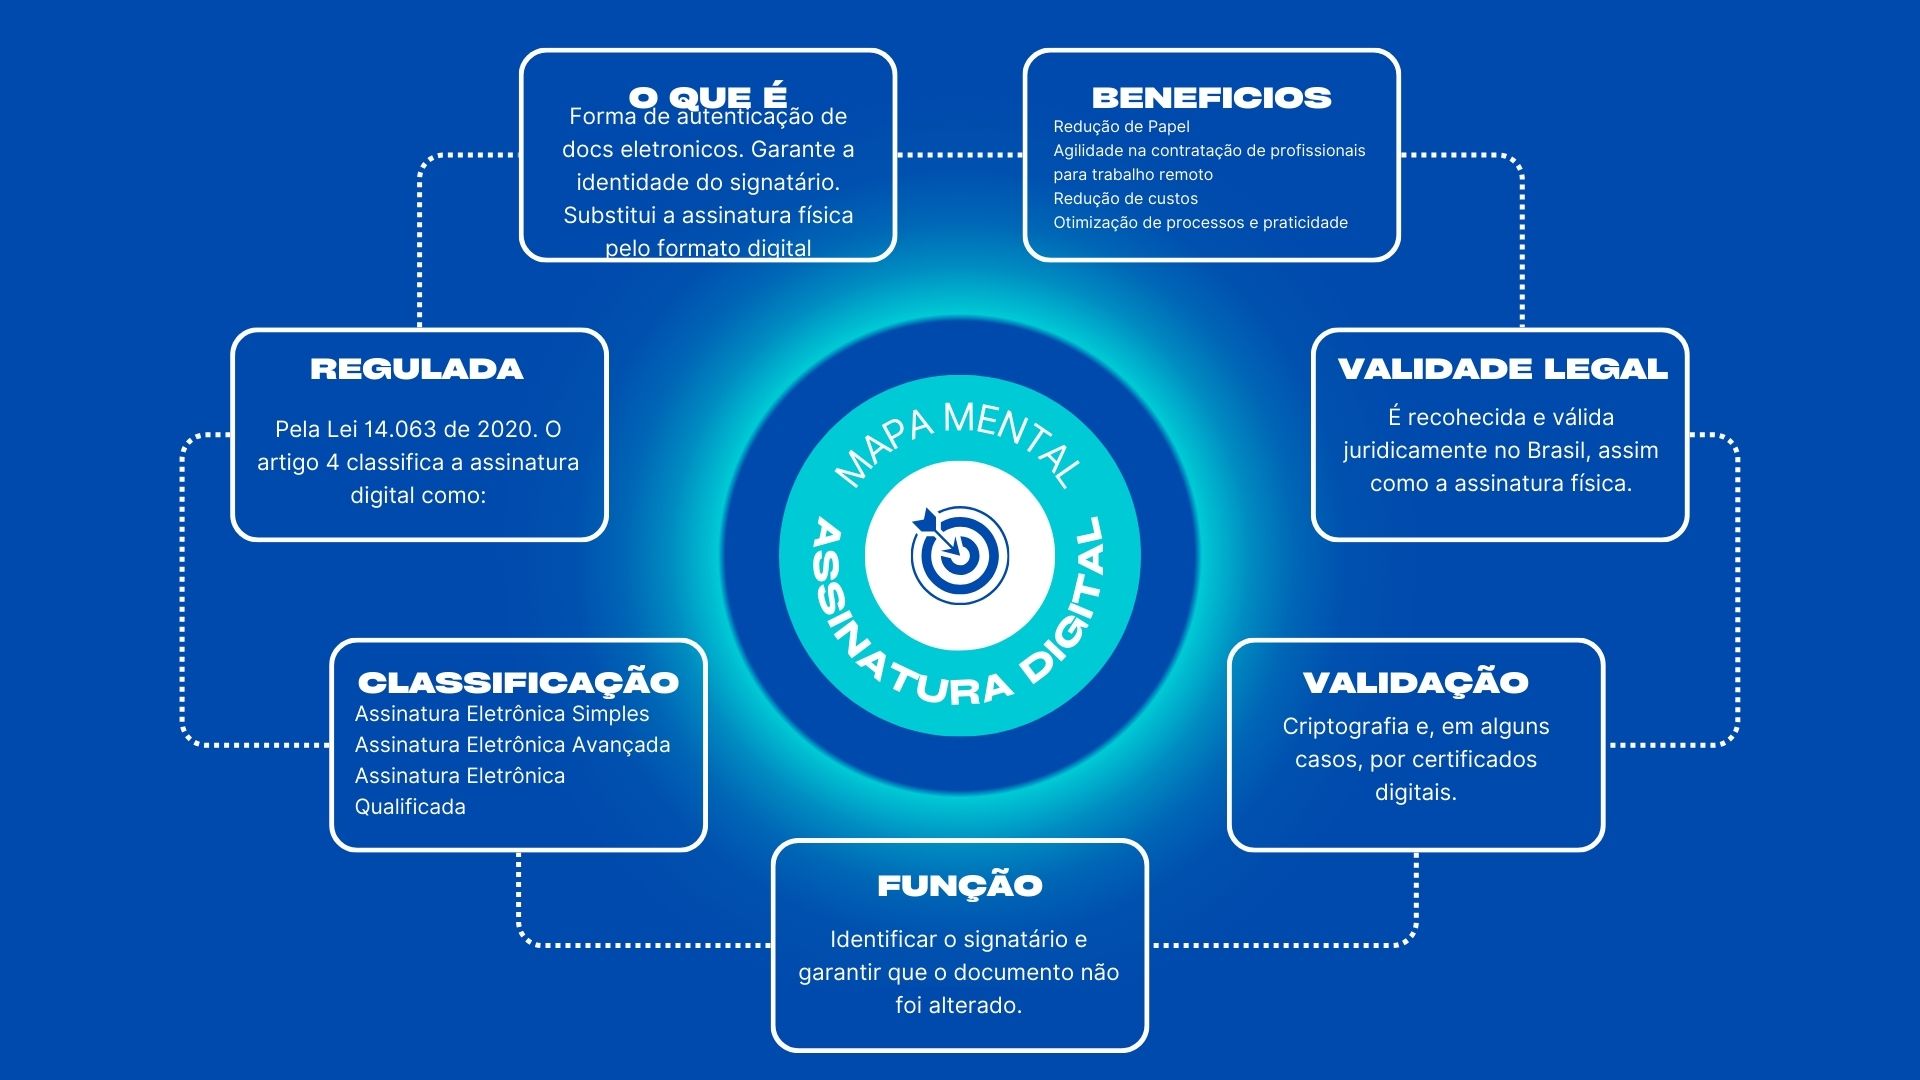 O QUE É
Forma de autenticação de
docs eletronicos. Garante a
identidade do signatário.
Substitui a assinatura física
pelo formato digital
BENEFICIOS
Redução de Papel
Agilidade na contratação de profissionais
para trabalho remoto
Redução de custos
Otimização de processos e praticidade
REGULADA
Pela Lei 14.063 de 2020. O
artigo 4 classifica a assinatura
digital como:
MAPA MENTAL
ASSINATURA DIGITAL
VALIDADE LEGAL
É recohecida e válida
juridicamente no Brasil, assim
como a assinatura física.
CLASSIFICAÇÃO
Assinatura Eletrônica Simples
Assinatura Eletrônica Avançada
Assinatura Eletrônica
Qualificada
VALIDAÇÃO
Criptografia e, em alguns
casos, por certificados
digitais.
FUNÇÃO
Identificar o signatário e
garantir que o documento não
foi alterado.